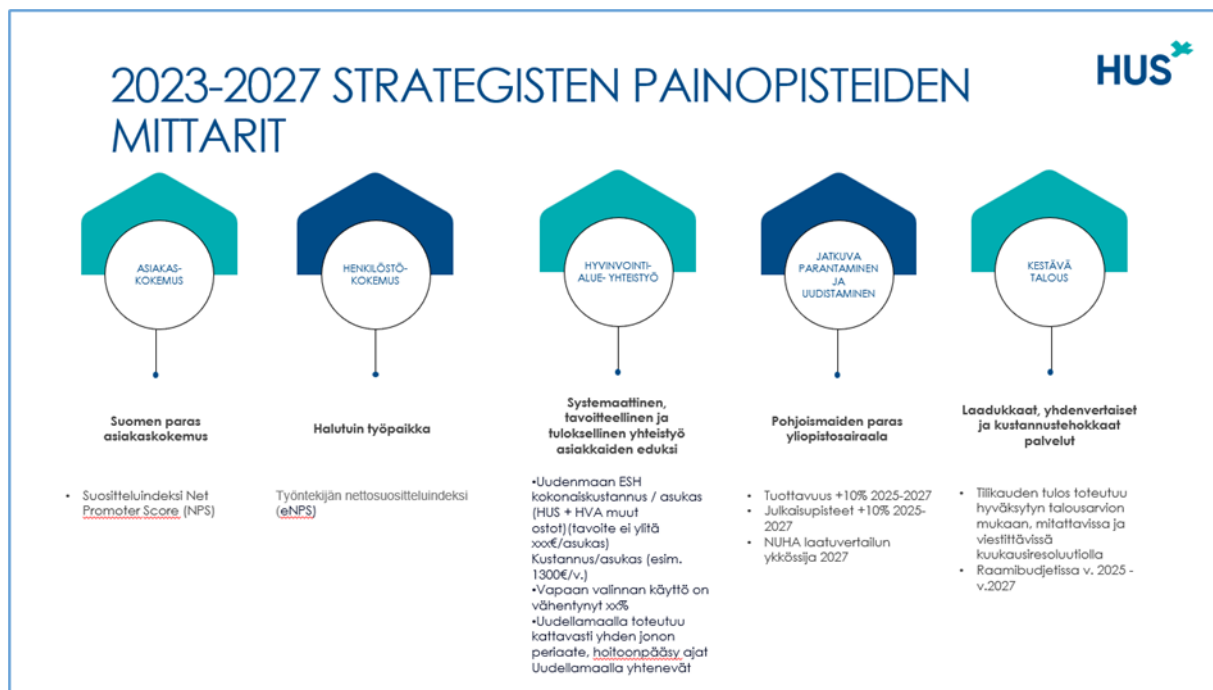 2023-2027 STRATEGISTEN PAINOPISTEIDEN
MITTARIT
HUS
ASIAKAS-
KOKEMUS
Suomen paras
asiakaskokemus
• Suositteluindeksi Net
Promoter Score (NPS)
HENKILÖSTÖ-
KOKEMUS
Halutuin työpaikka
Työntekijän nettosuositteluindeksi
(eNPS)
HYVINVOINTI-
ALUE- YHTEISTYÖ
Systemaattinen,
tavoitteellinen ja
tuloksellinen yhteistyö
asiakkaiden eduksi
•Uudenmaan ESH
kokonaiskustannus / asukas
(HUS + HVA muut
ostot)(tavoite ei ylitä
xxx€/asukas)
Kustannus/asukas (esim.
1300€/v.)
•Vapaan valinnan käyttö on
vähentynyt xx%
•Uudellamaalla toteutuu
kattavasti yhden jonon
periaate, hoitoonpääsy ajat
Uudellamaalla yhtenevät
JATKUVA
PARANTAMINEN
JA
UUDISTAMINEN
Pohjoismaiden paras
yliopistosairaala
• Tuottavuus +10% 2025-2027
• Julkaisupisteet +10% 2025-
2027
• NUHA laatuvertailun
ykkössija 2027
KESTÄVÄ
TALOUS
Laadukkaat, yhdenvertaiset
ja kustannustehokkaat
palvelut
• Tilikauden tulos toteutuu
hyväksytyn talousarvion
mukaan, mitattavissa ja
viestittävissä
kuukausiresoluutiolla
• Raamibudjetissa v. 2025 -
v.2027